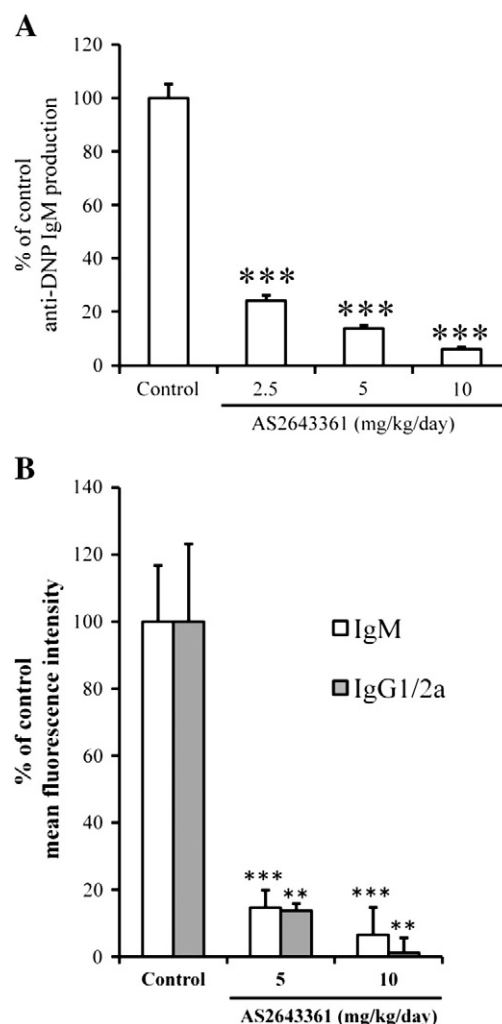 A
120
100
80
60
40
20
0
% of control
anti-DNP IgM production
***
***
***
Control 2.5 5 10
AS2643361 (mg/kg/day)
B
140
120
100
80
60
40
20
0
% of control
mean fluorescence intensity
IgM
IgG1/2a
*** **
*** **
Control 5 10
AS2643361 (mg/kg/day)